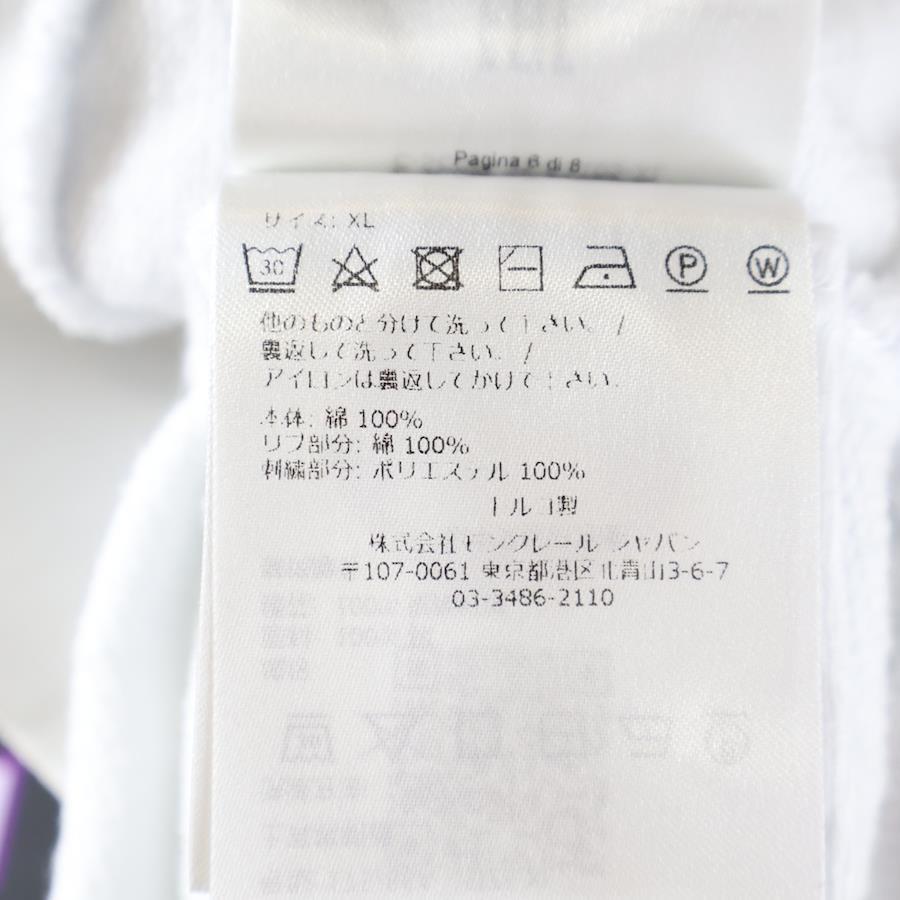 Pagina 6 di 8
サイズ: XL
30
P
W
他のものと分けて洗って下さい。/
裏返して洗って下さい。/
アイロンは裏返してかけて下さい。
本体: 綿 100%
リブ部分: 綿 100%
刺繍部分: ポリエステル 100%
トルコ製
株式会社モンクレール ジャパン
〒107-0061 東京都港区北青山3-6-7
03-3486-2110